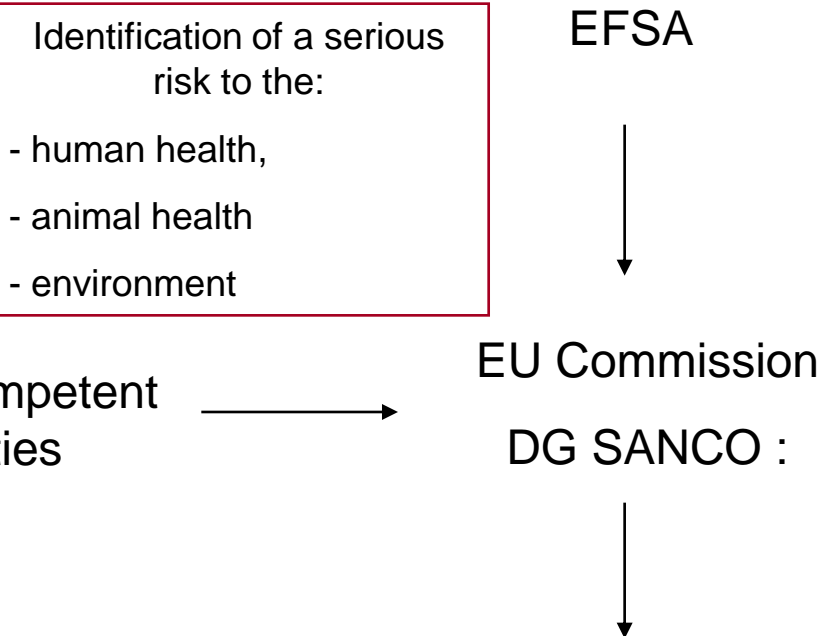 Identification of a serious
risk to the:
- human health,
- animal health
- environment
EFSA
EU Commission
DG SANCO :